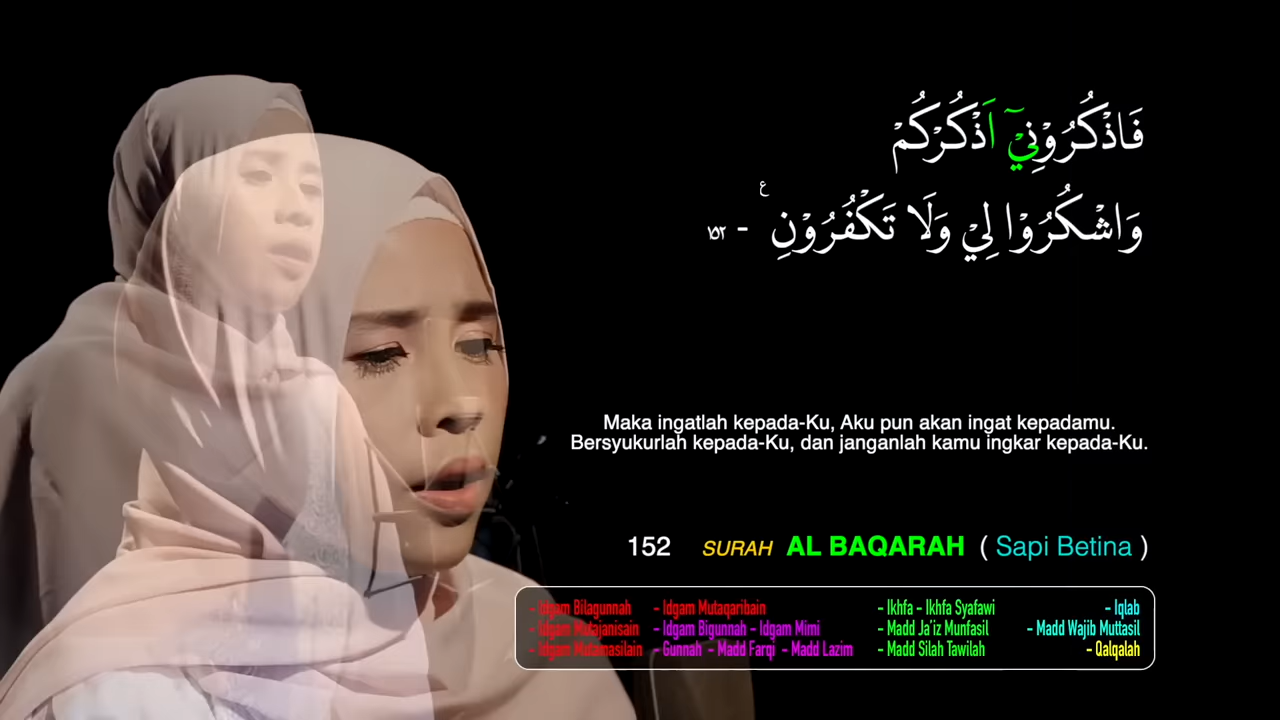 فَاذْكُرُوْنِيْٓ اَذْكُرْكُمْ
وَاشْكُرُوْا لِيْ وَلَا تَكْفُرُوْنِ ࣖ - ١٥٢
Maka ingatlah kepada-Ku, Aku pun akan ingat kepadamu.
Bersyukurlah kepada-Ku, dan janganlah kamu ingkar kepada-Ku.
152 SURAH AL BAQARAH ( Sapi Betina )
- Idgam Bilagunnah - Idgam Mutaqaribain - Ikhfa - Ikhfa Syafawi - Iqlab
- Idgam Mutajanisain - Idgam Bigunnah - Idgam Mimi - Madd Ja'iz Munfasil - Madd Wajib Muttasil
- Idgam Mutamasilain - Gunnah - Madd Farqi - Madd Lazim - Madd Silah Tawilah - Qalqalah